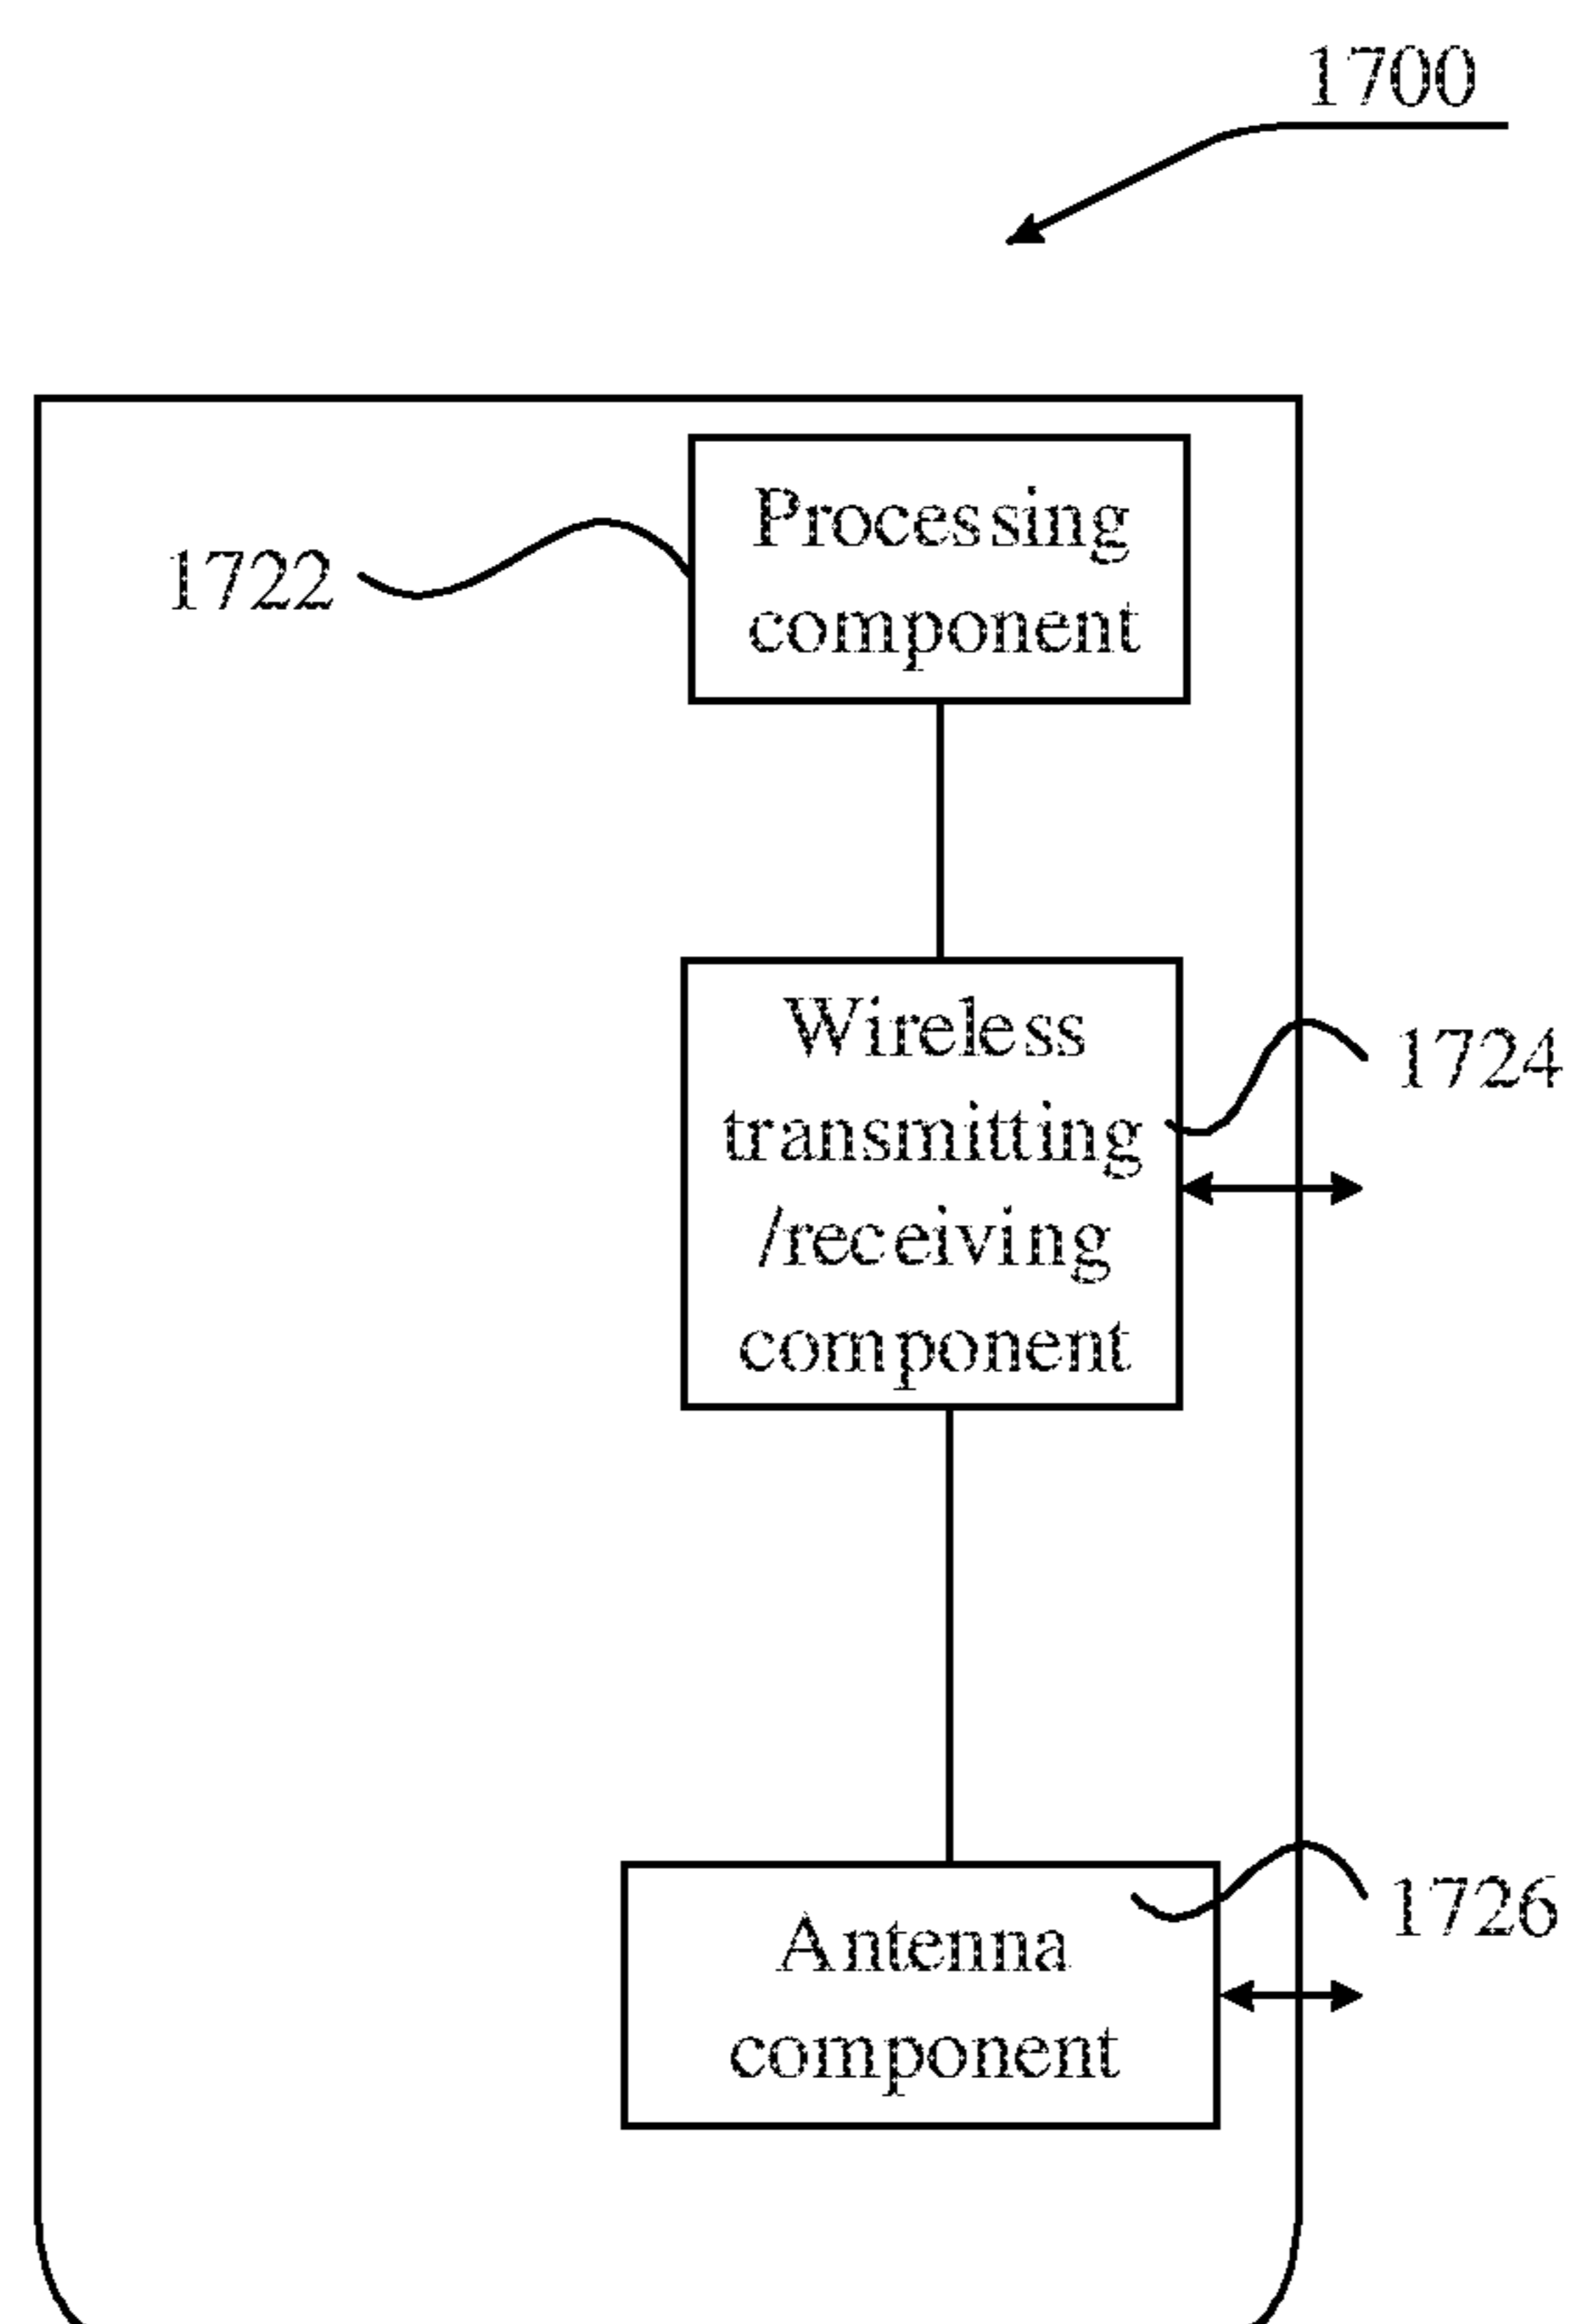 1700
Processing
component
1722
Wireless
transmitting
/receiving
component
1724
Antenna
component
1726